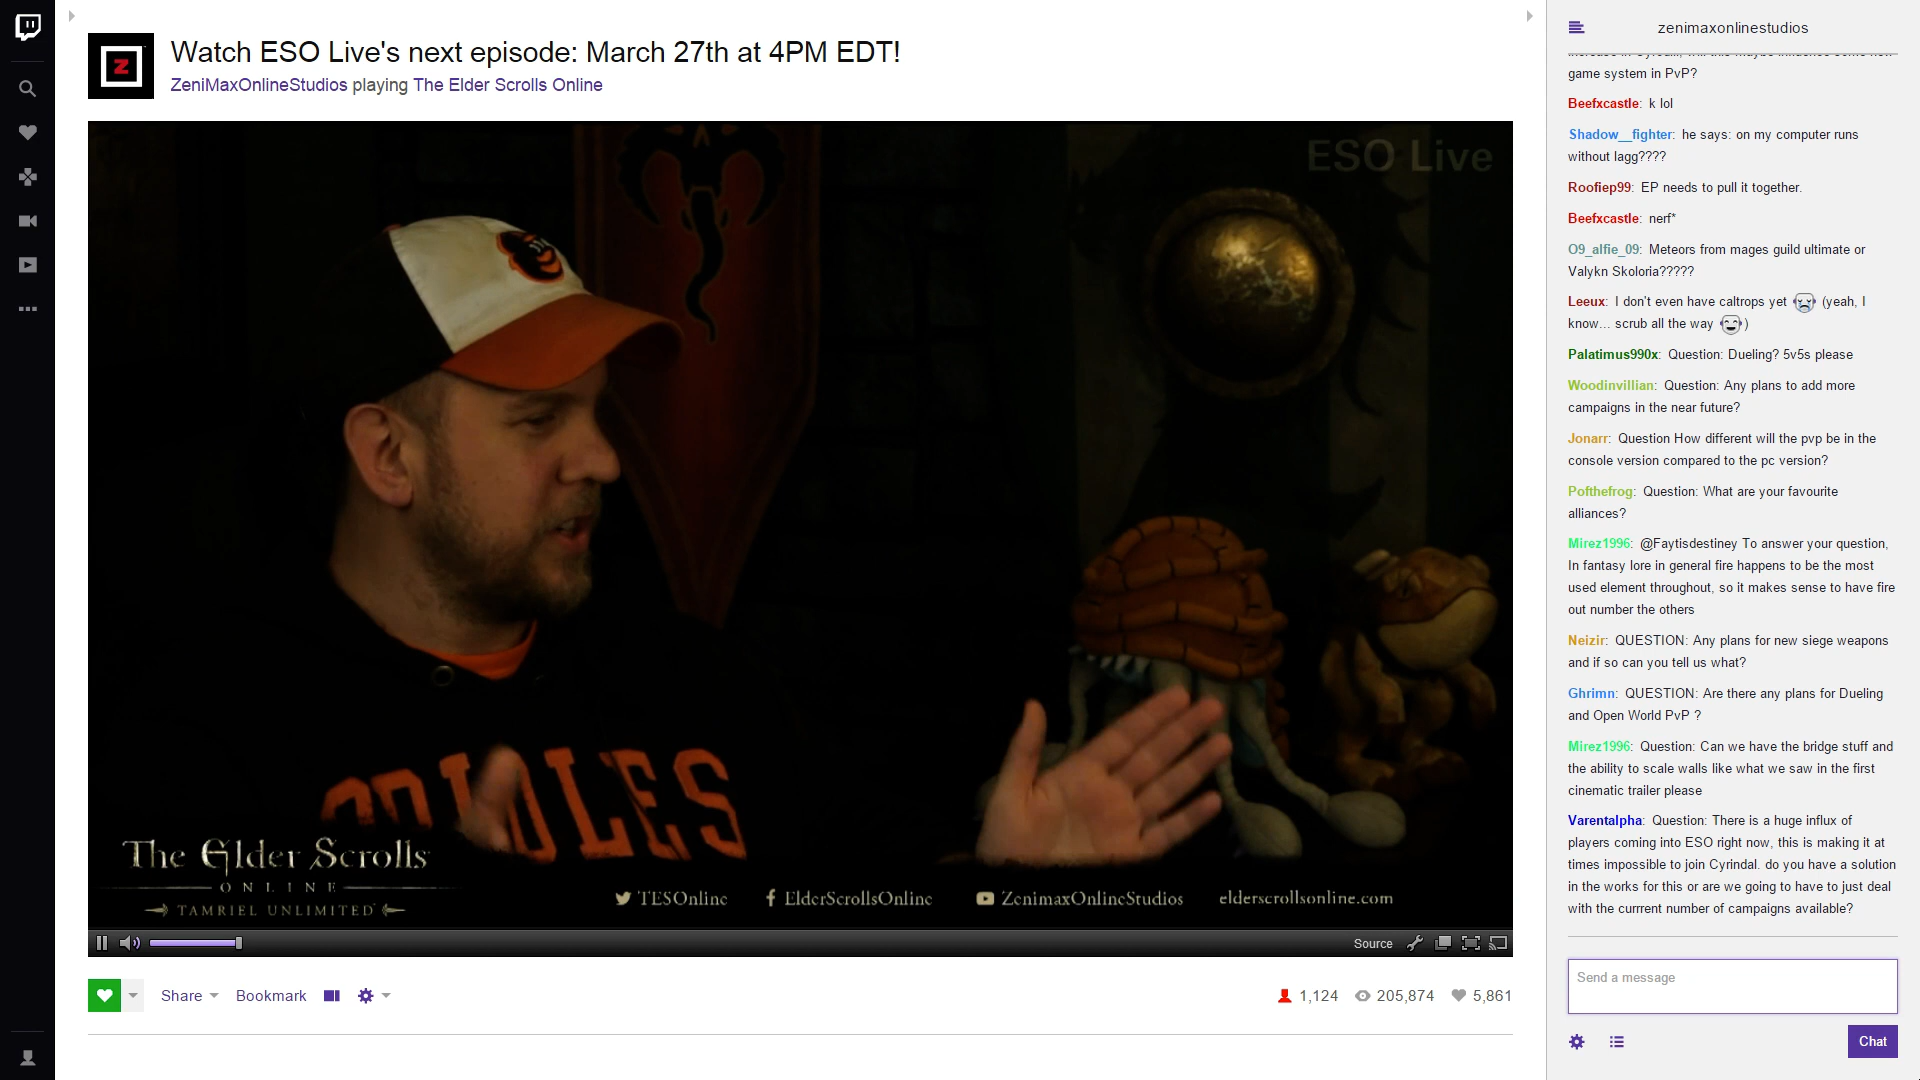 Watch ESO Live's next episode: March 27th at 4PM EDT!
ZeniMaxOnlineStudios playing The Elder Scrolls Online
ESO Live
ORIOLES
The Elder Scrolls
ONLINE
TAMRIEL UNLIMITED
TESOnline
ElderScrollsOnline
ZenimaxOnlineStudios
elderscrollsonline.com
Source
Share
Bookmark
1,124
205,874
5,861
zenimaxonlinestudios
game system in PvP?
Beefxcastle: k lol
Shadow__fighter: he says: on my computer runs
without lagg????
Roofiep99: EP needs to pull it together.
Beefxcastle: nerf*
O9_alfie_09: Meteors from mages guild ultimate or
Valykn Skoloria?????
Leeux: I don't even have caltrops yet (yeah, I
know... scrub all the way )
Palatimus990x: Question: Dueling? 5v5s please
Woodinvillian: Question: Any plans to add more
campaigns in the near future?
Jonarr: Question How different will the pvp be in the
console version compared to the pc version?
Pofthefrog: Question: What are your favourite
alliances?
Mirez1996: @Faytisdestiney To answer your question,
In fantasy lore in general fire happens to be the most
used element throughout, so it makes sense to have fire
out number the others
Neizir: QUESTION: Any plans for new siege weapons
and if so can you tell us what?
Ghrimn: QUESTION: Are there any plans for Dueling
and Open World PvP ?
Mirez1996: Question: Can we have the bridge stuff and
the ability to scale walls like what we saw in the first
cinematic trailer please
Varentalpha: Question: There is a huge influx of
players coming into ESO right now, this is making it at
times impossible to join Cyrindal. do you have a solution
in the works for this or are we going to have to just deal
with the currrent number of campaigns available?
Send a message
Chat